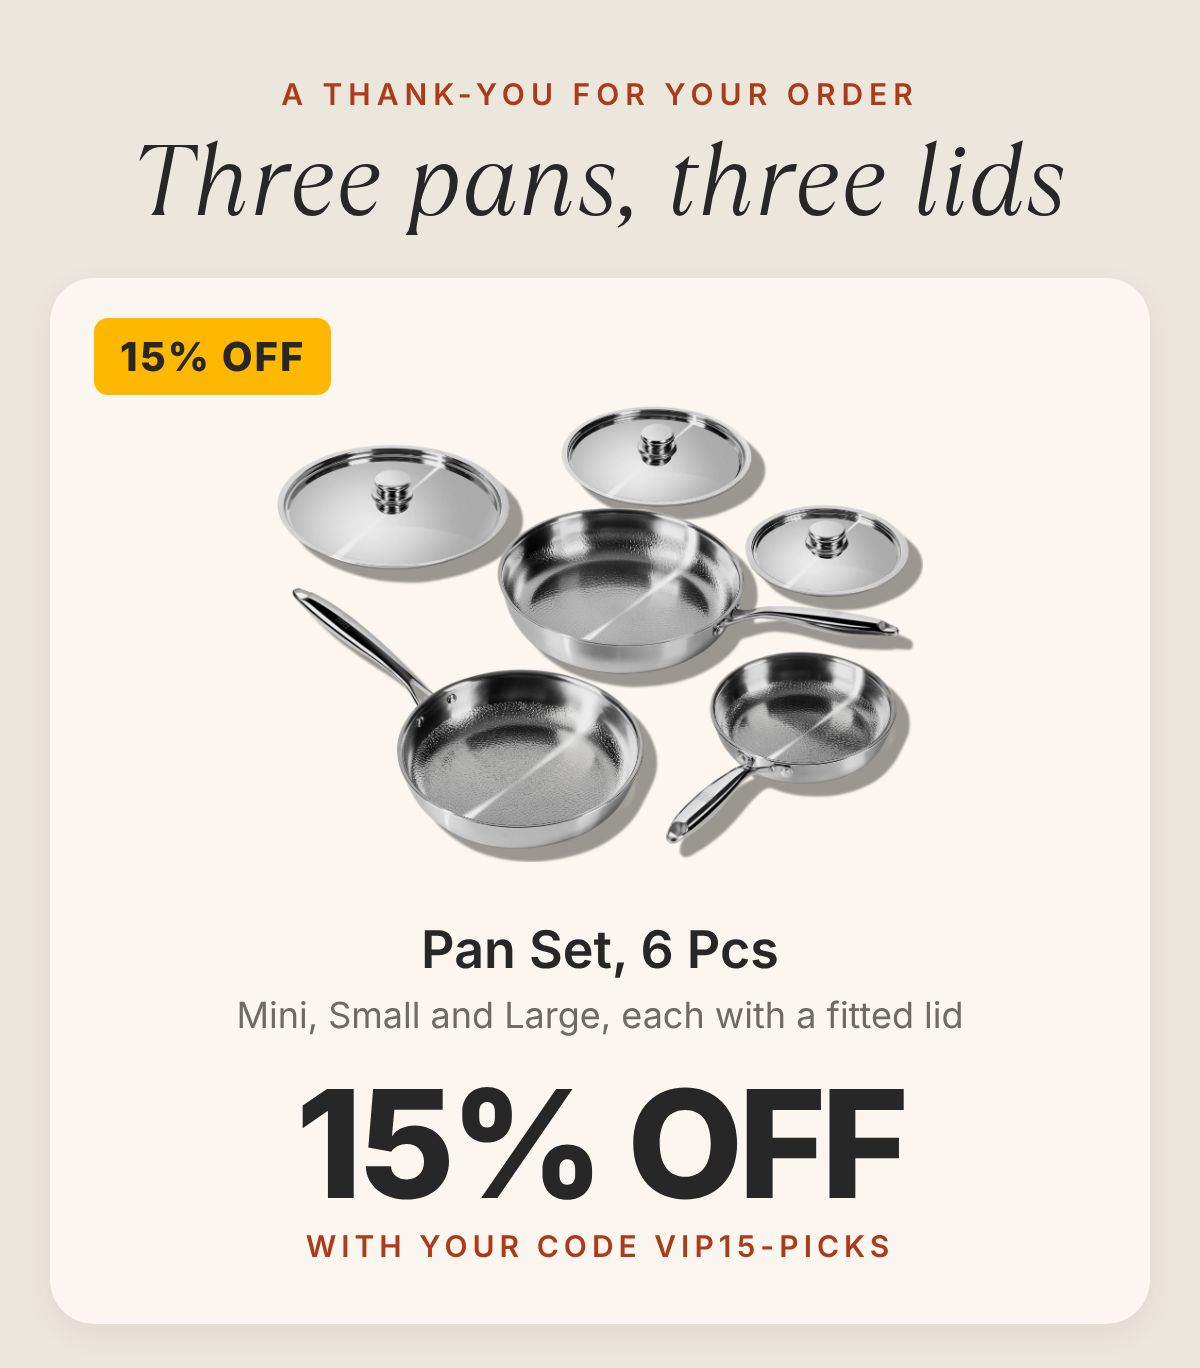 A THANK-YOU FOR YOUR ORDER
Three pans, three lids
15% OFF
Pan Set, 6 Pcs
Mini, Small and Large, each with a fitted lid
15% OFF
WITH YOUR CODE VIP15-PICKS